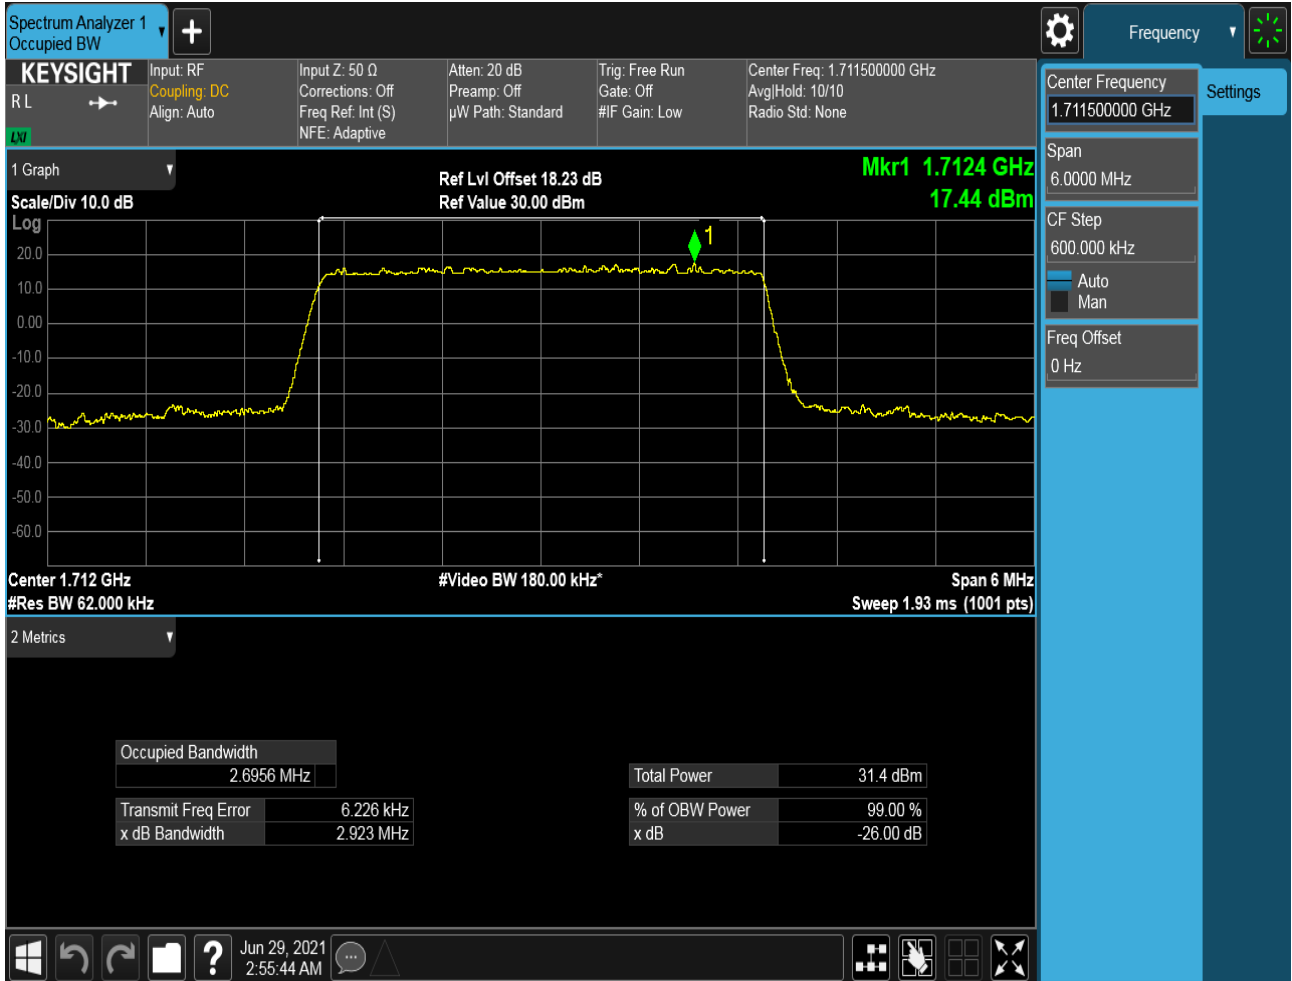 Spectrum Analyzer 1
Occupied BW
Frequency
KEYSIGHT
R L
LXI
Input: RF
Coupling: DC
Align: Auto
Input Z: 50 Ω
Corrections: Off
Freq Ref: Int (S)
NFE: Adaptive
Atten: 20 dB
Preamp: Off
µW Path: Standard
Trig: Free Run
Gate: Off
#IF Gain: Low
Center Freq: 1.711500000 GHz
Avg|Hold: 10/10
Radio Std: None
Center Frequency
1.711500000 GHz
Settings
Span
6.0000 MHz
CF Step
600.000 kHz
Auto
Man
Freq Offset
0 Hz
1 Graph
Scale/Div 10.0 dB
Ref Lvl Offset 18.23 dB
Ref Value 30.00 dBm
Mkr1 1.7124 GHz
17.44 dBm
Log
20.0
10.0
0.00
-10.0
-20.0
-30.0
-40.0
-50.0
-60.0
1
Center 1.712 GHz
#Res BW 62.000 kHz
#Video BW 180.00 kHz*
Span 6 MHz
Sweep 1.93 ms (1001 pts)
2 Metrics
Occupied Bandwidth
2.6956 MHz
Transmit Freq Error 6.226 kHz
x dB Bandwidth 2.923 MHz
Total Power 31.4 dBm
% of OBW Power 99.00 %
x dB -26.00 dB
Jun 29, 2021
2:55:44 AM